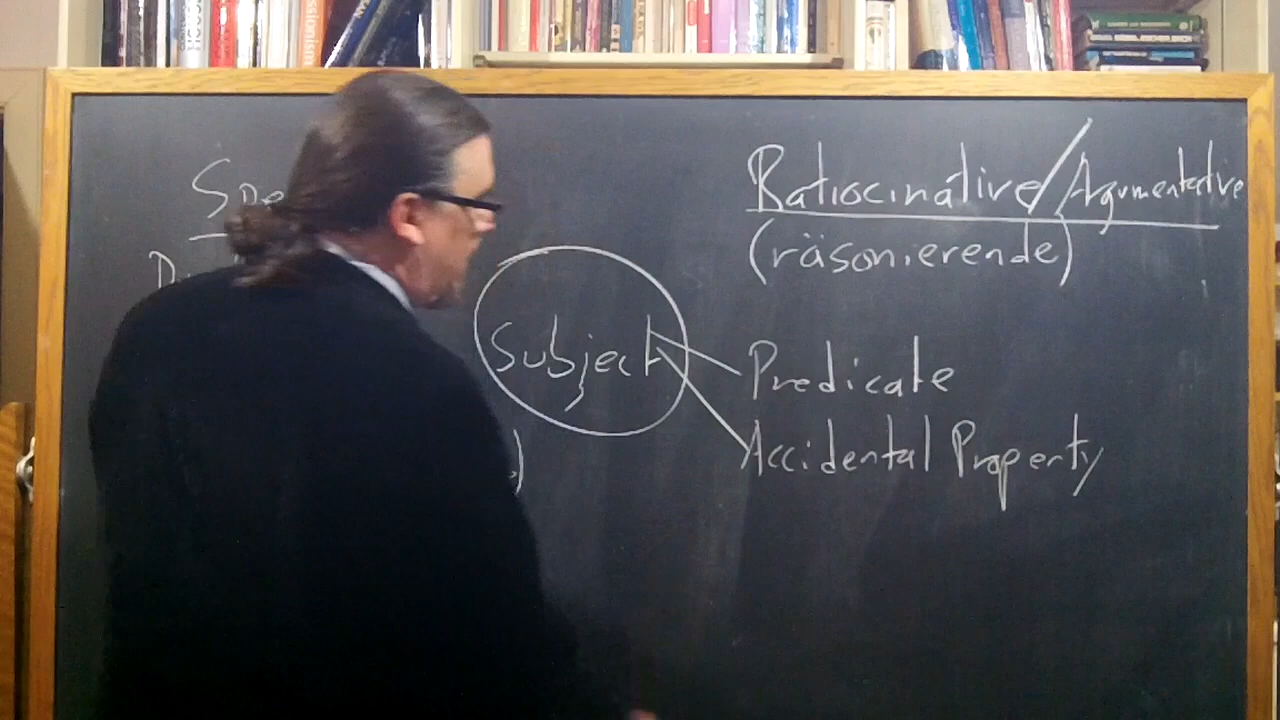 Ratiocinative/Argumentative
(räsonierende)
Subject
Predicate
Accidental Property